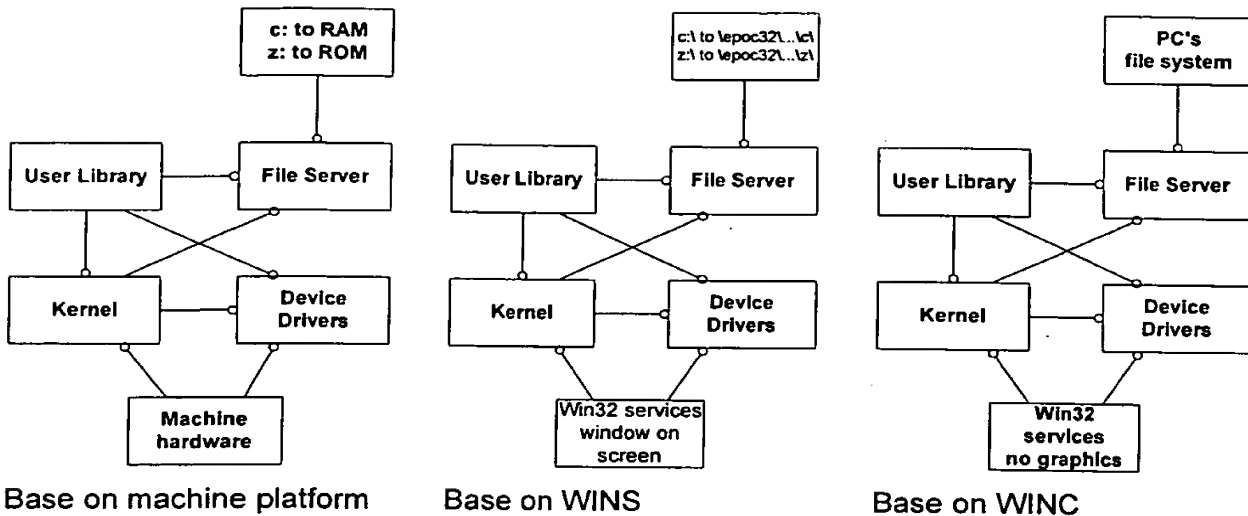 c: to RAM
z: to ROM
User Library
File Server
Kernel
Device
Drivers
Machine
hardware
Base on machine platform
c:\ to \epoc32\...\c\
z:\ to \epoc32\...\z\
User Library
File Server
Kernel
Device
Drivers
Win32 services
window on
screen
Base on WINS
PC's
file system
User Library
File Server
Kernel
Device
Drivers
Win32
services
no graphics
Base on WINC